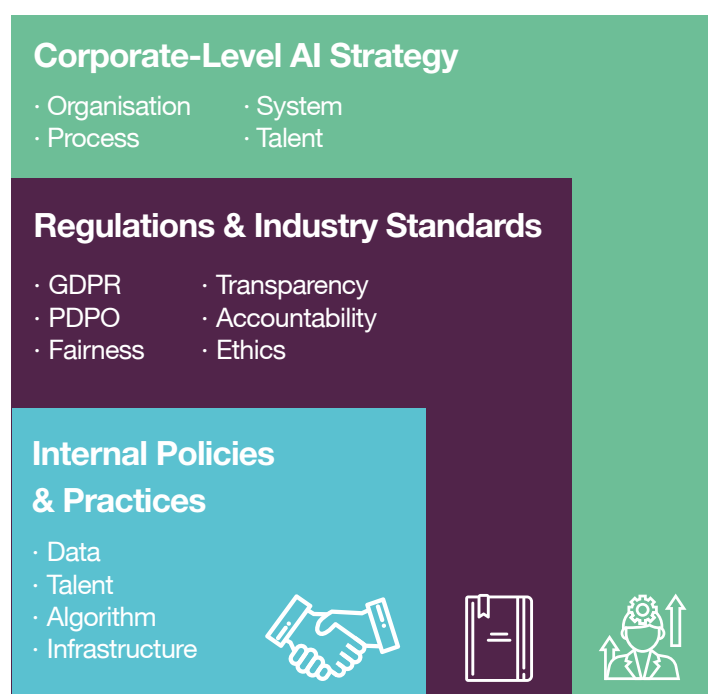 Corporate-Level AI Strategy
· Organisation
· Process
· System
· Talent
Regulations & Industry Standards
· GDPR
· PDPO
· Fairness
· Transparency
· Accountability
· Ethics
Internal Policies
& Practices
· Data
· Talent
· Algorithm
· Infrastructure